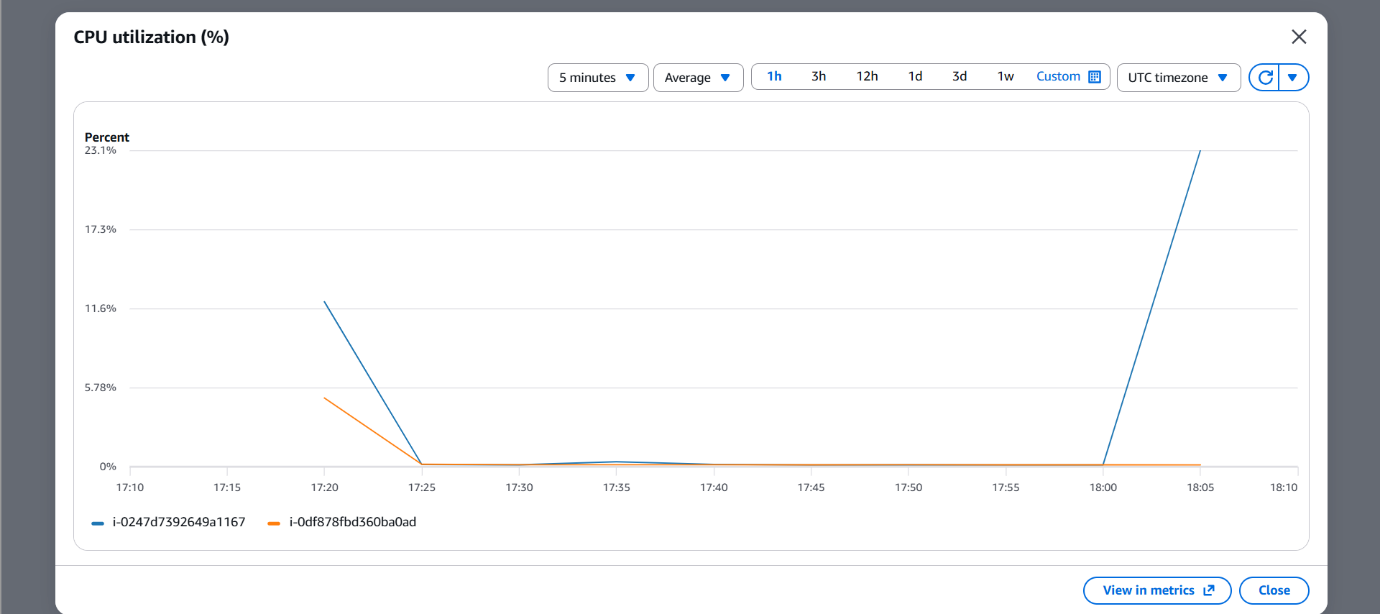 CPU utilization (%)
5 minutes Average 1h 3h 12h 1d 3d 1w Custom UTC timezone
Percent
23.1%
17.3%
11.6%
5.78%
0%
17:10 17:15 17:20 17:25 17:30 17:35 17:40 17:45 17:50 17:55 18:00 18:05 18:10
i-0247d7392649a1167 i-0df878fbd360ba0ad
View in metrics Close